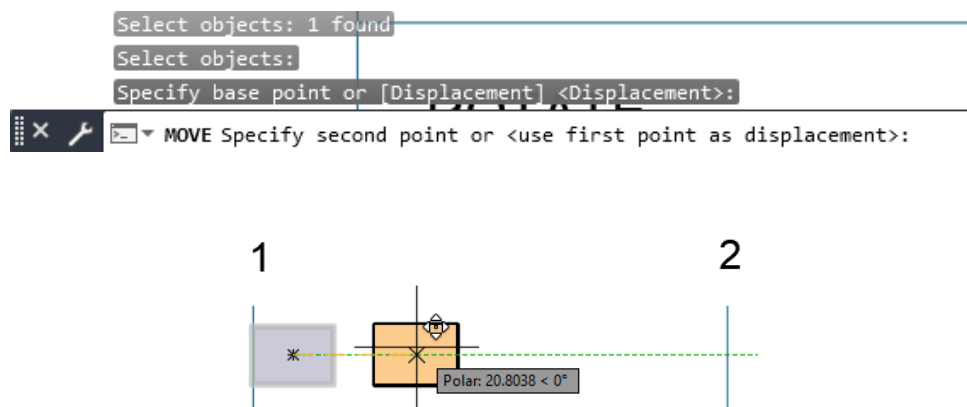 Select objects: 1 found
Select objects:
Specify base point or [Displacement] <Displacement>:
MOVE Specify second point or <use first point as displacement>:
1 2
Polar: 20.8038 < 0°